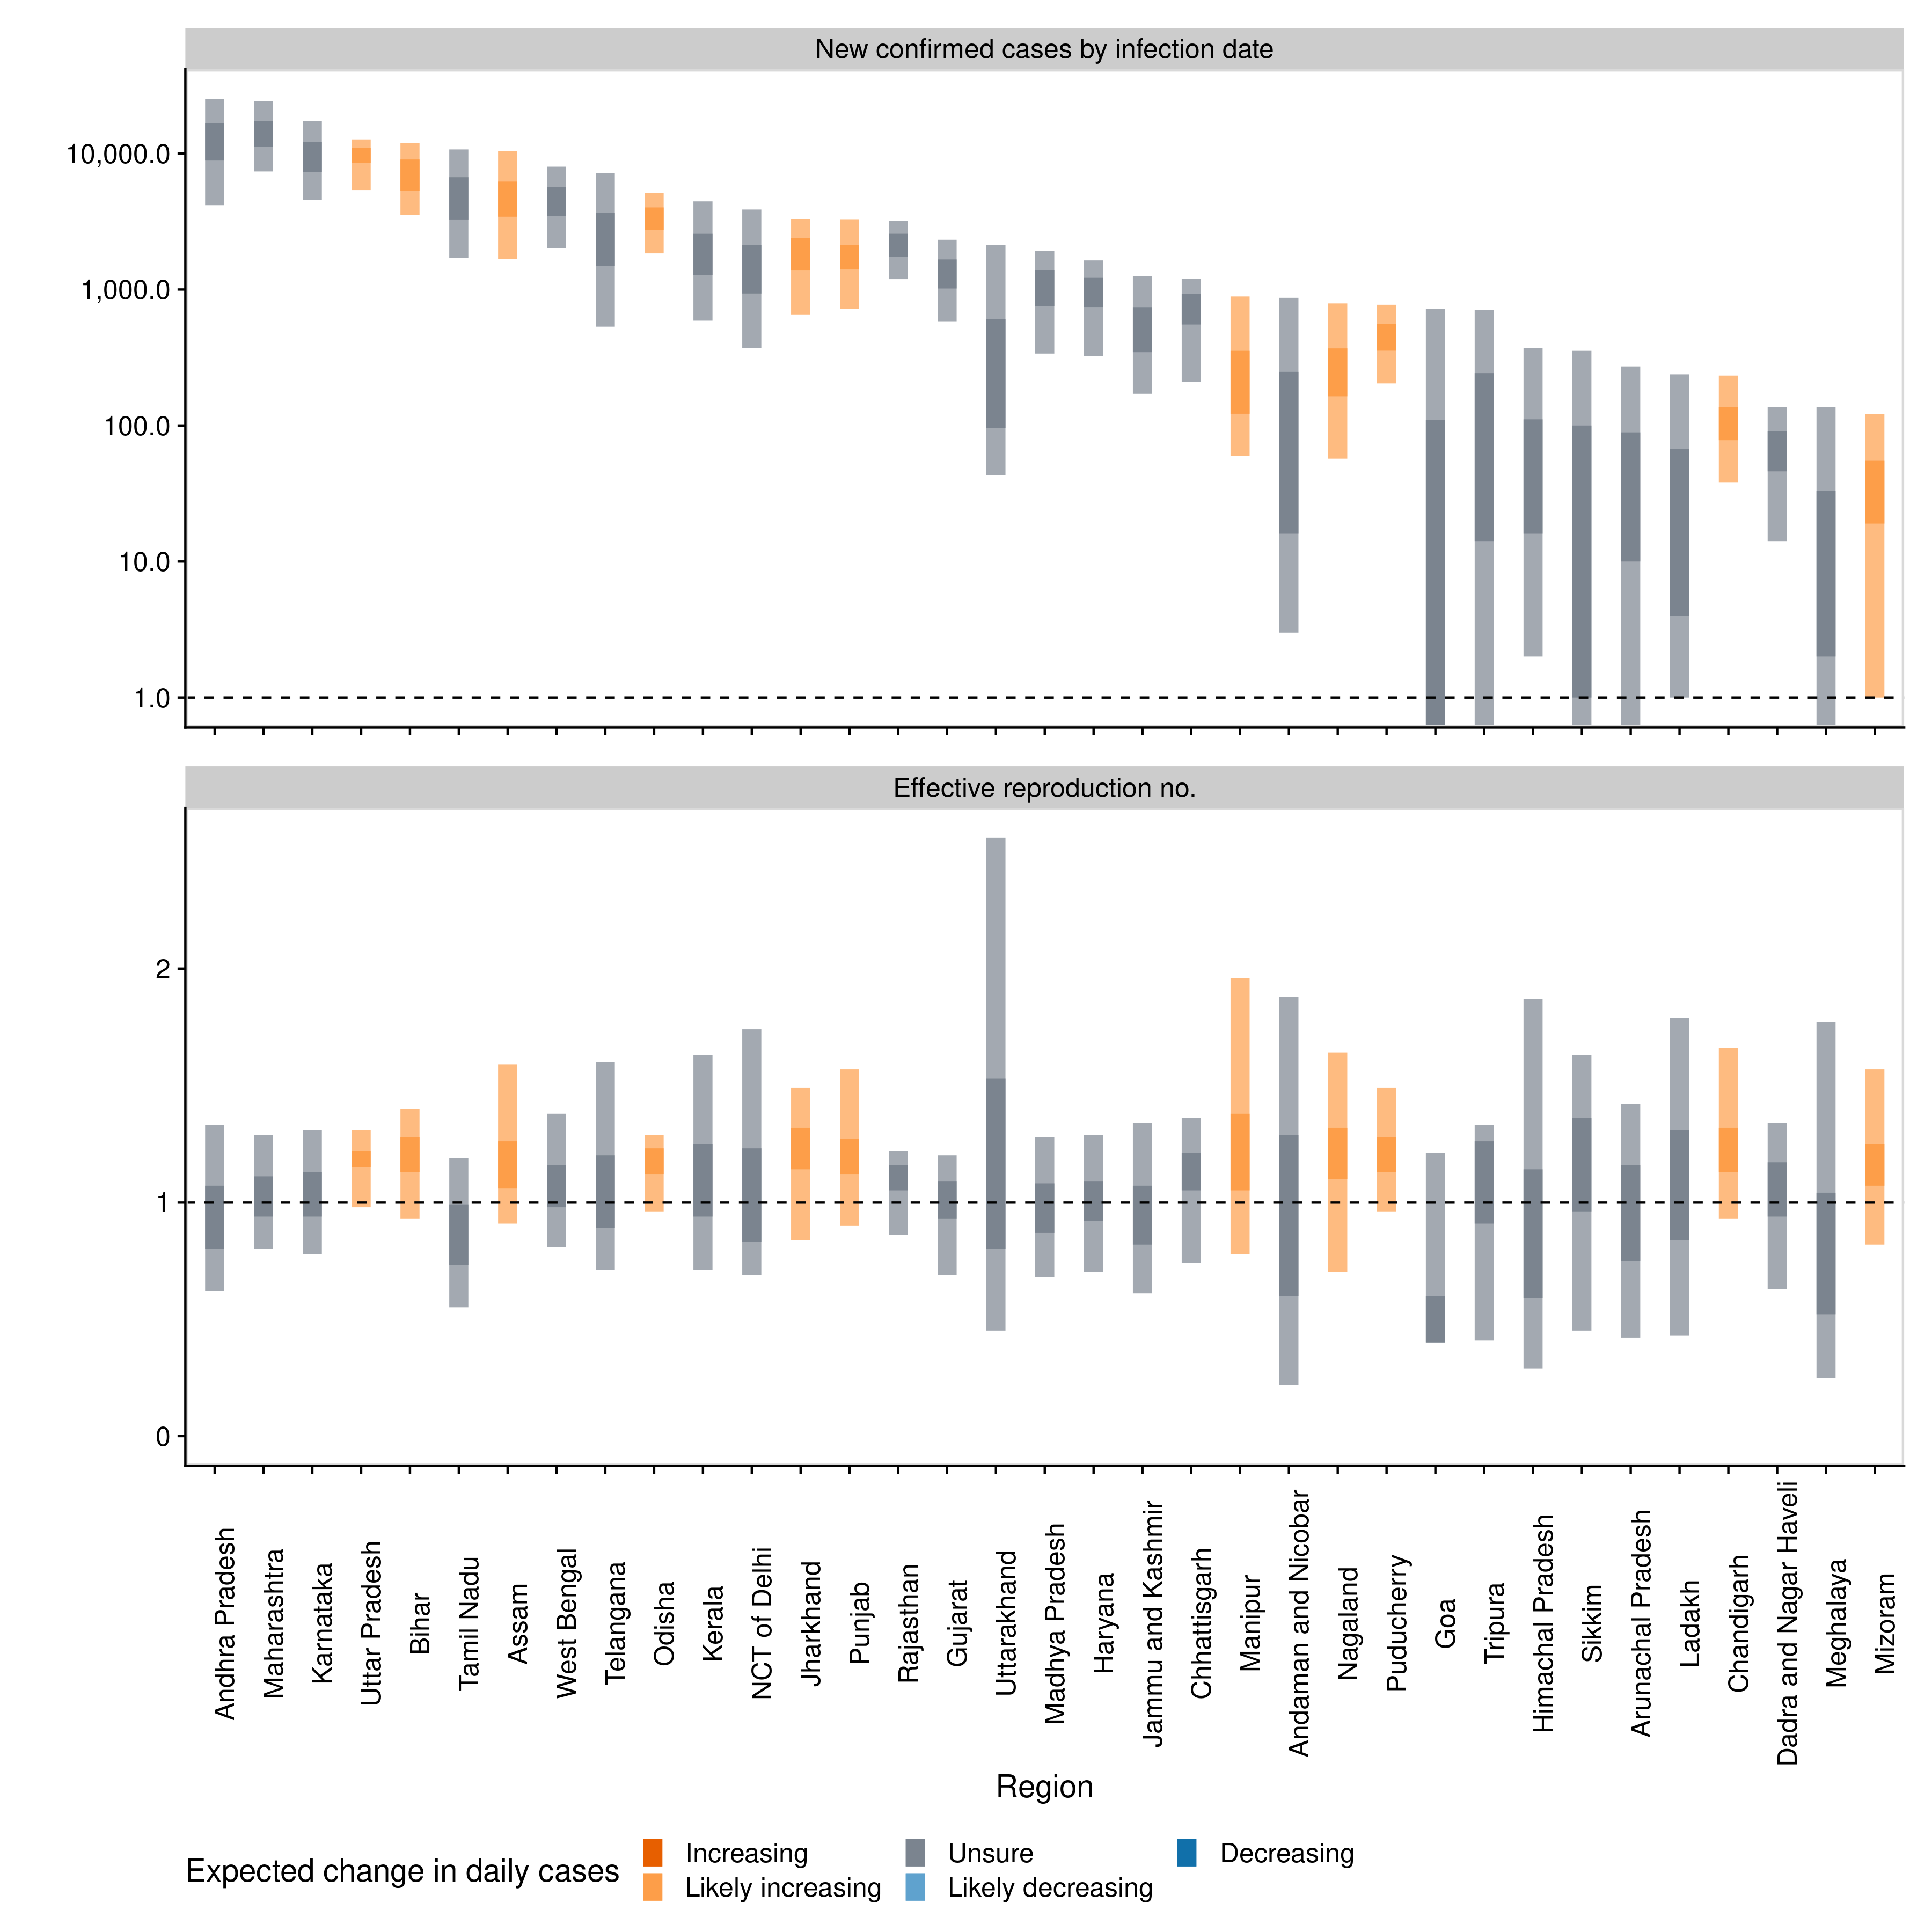 New confirmed cases by infection date
10,000.0
1,000.0
100.0
10.0
1.0
Effective reproduction no.
2
1
0
Andhra Pradesh
Maharashtra
Karnataka
Uttar Pradesh
Bihar
Tamil Nadu
Assam
West Bengal
Telangana
Odisha
Kerala
NCT of Delhi
Jharkhand
Punjab
Rajasthan
Gujarat
Uttarakhand
Madhya Pradesh
Haryana
Jammu and Kashmir
Chhattisgarh
Manipur
Andaman and Nicobar
Nagaland
Puducherry
Goa
Tripura
Himachal Pradesh
Sikkim
Arunachal Pradesh
Ladakh
Chandigarh
Dadra and Nagar Haveli
Meghalaya
Mizoram
Region
Expected change in daily cases
Increasing
Likely increasing
Unsure
Likely decreasing
Decreasing